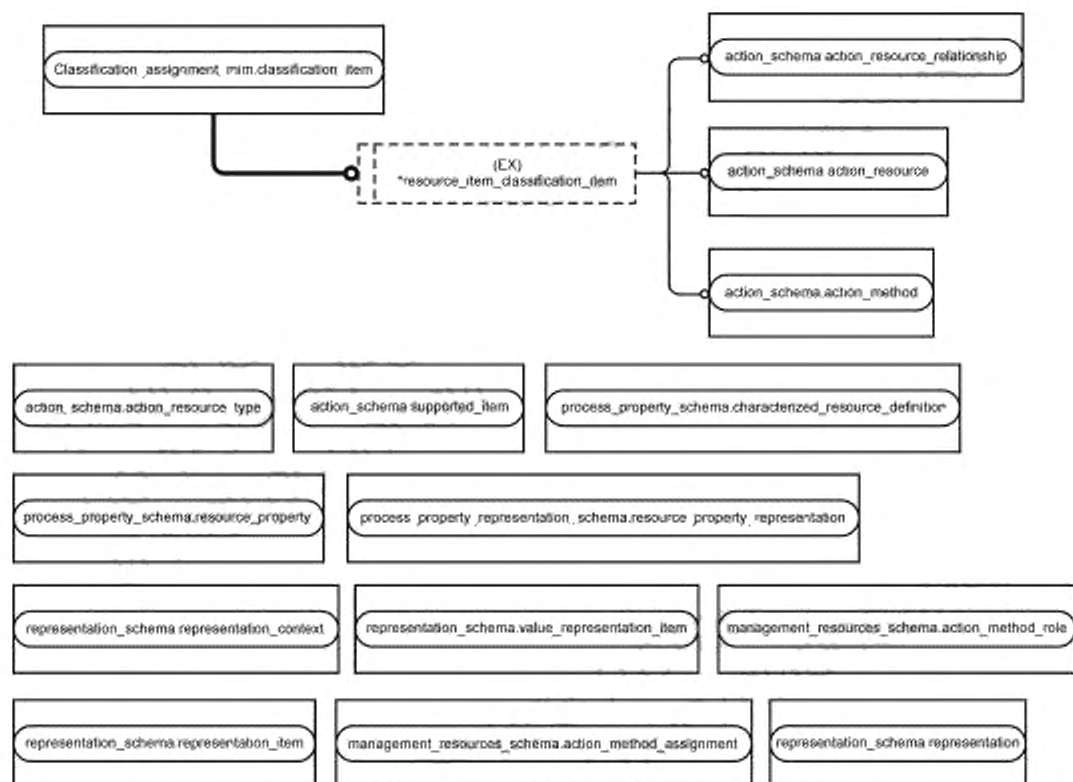 Classification_assignment_mim.classification_item
action_schema.action_resource_relationship
(EX)
*resource_item_classification_item
action_schema.action_resource
action_schema.action_method
action_schema.action_resource_type
action_schema.supported_item
process_property_schema.characterized_resource_definition
process_property_schema.resource_property
process_property_representation_schema.resource_property_representation
representation_schema.representation_context
representation_schema.value_representation_item
management_resources_schema.action_method_role
representation_schema.representation_item
management_resources_schema.action_method_assignment
representation_schema.representation